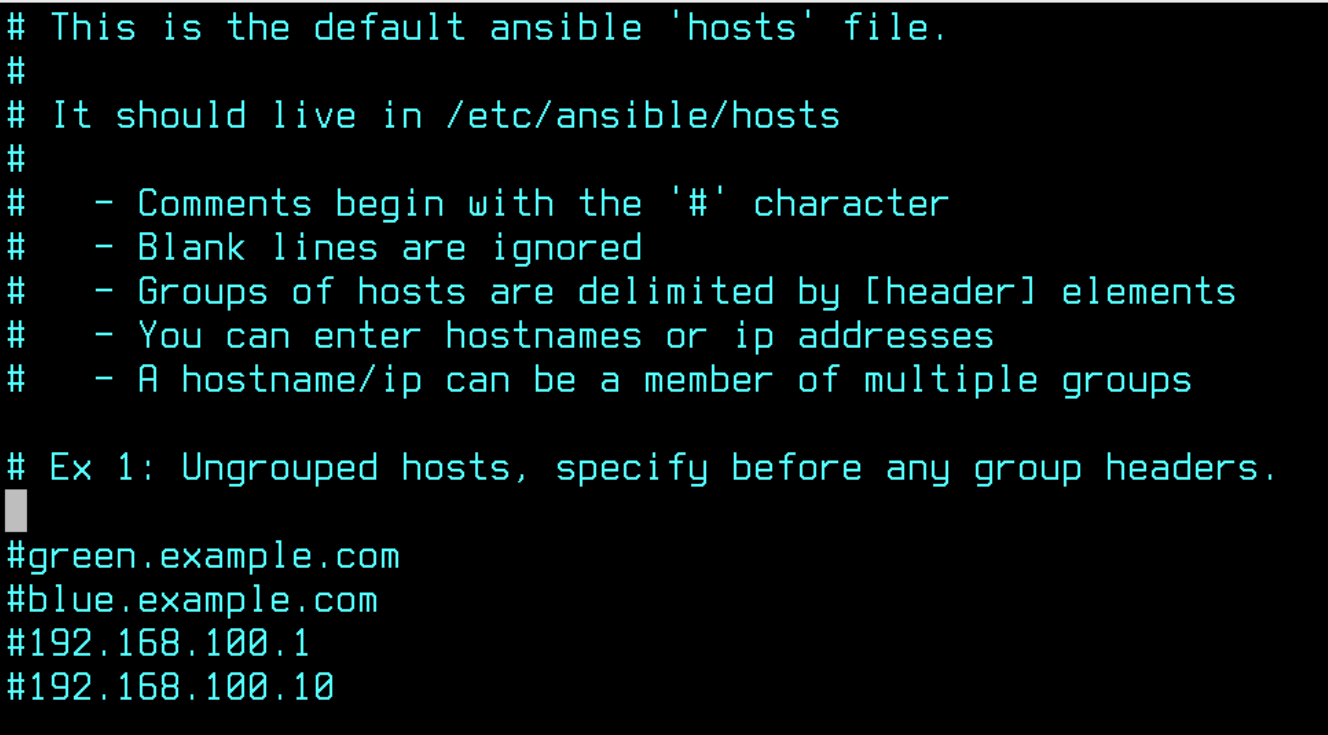 # This is the default ansible 'hosts' file.
#
# It should live in /etc/ansible/hosts
#
#   - Comments begin with the '#' character
#   - Blank lines are ignored
#   - Groups of hosts are delimited by [header] elements
#   - You can enter hostnames or ip addresses
#   - A hostname/ip can be a member of multiple groups

# Ex 1: Ungrouped hosts, specify before any group headers.

#green.example.com
#blue.example.com
#192.168.100.1
#192.168.100.10